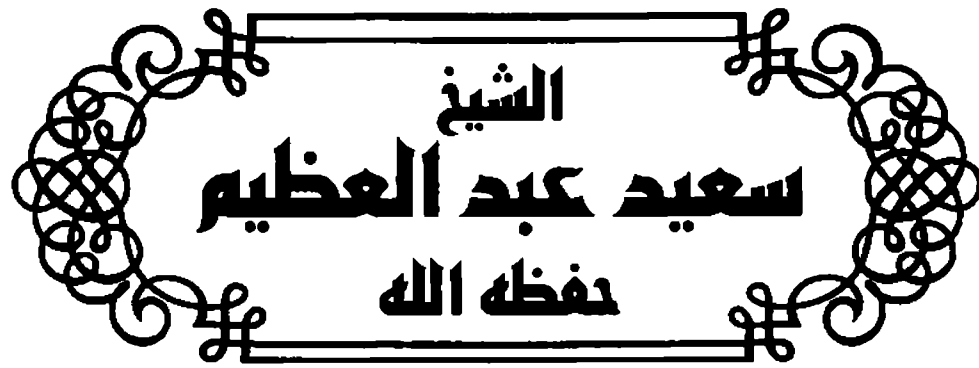 الشيخ
سعيد عبد العظيم
حفظه الله